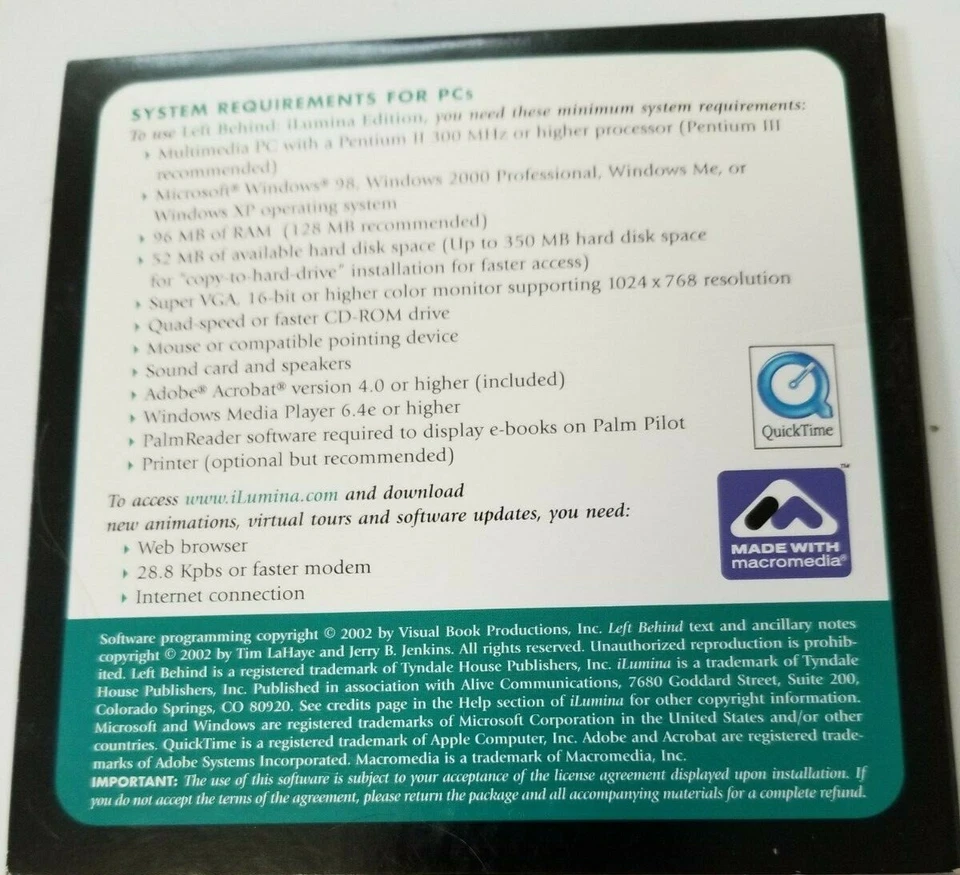 SYSTEM REQUIREMENTS FOR PCs
To use Left Behind: iLumina Edition, you need these minimum system requirements:
Multimedia PC with a Pentium II 300 MHz or higher processor (Pentium III
recommended)
Microsoft® Windows® 98, Windows 2000 Professional, Windows Me, or
Windows XP operating system
96 MB of RAM (128 MB recommended)
52 MB of available hard disk space (Up to 350 MB hard disk space
for "copy-to-hard-drive" installation for faster access)
Super VGA, 16-bit or higher color monitor supporting 1024 x 768 resolution
Quad-speed or faster CD-ROM drive
Mouse or compatible pointing device
Sound card and speakers
Adobe® Acrobat® version 4.0 or higher (included)
Windows Media Player 6.4e or higher
PalmReader software required to display e-books on Palm Pilot
Printer (optional but recommended)
QuickTime
To access www.iLumina.com and download
new animations, virtual tours and software updates, you need:
Web browser
28.8 Kpbs or faster modem
Internet connection
™
MADE WITH
macromedia®
Software programming copyright © 2002 by Visual Book Productions, Inc. Left Behind text and ancillary notes
copyright © 2002 by Tim LaHaye and Jerry B. Jenkins. All rights reserved. Unauthorized reproduction is prohib-
ited. Left Behind is a registered trademark of Tyndale House Publishers, Inc. iLumina is a trademark of Tyndale
House Publishers, Inc. Published in association with Alive Communications, 7680 Goddard Street, Suite 200,
Colorado Springs, CO 80920. See credits page in the Help section of iLumina for other copyright information.
Microsoft and Windows are registered trademarks of Microsoft Corporation in the United States and/or other
countries. QuickTime is a registered trademark of Apple Computer, Inc. Adobe and Acrobat are registered trade-
marks of Adobe Systems Incorporated. Macromedia is a trademark of Macromedia, Inc.
IMPORTANT: The use of this software is subject to your acceptance of the license agreement displayed upon installation. If
you do not accept the terms of the agreement, please return the package and all accompanying materials for a complete refund.